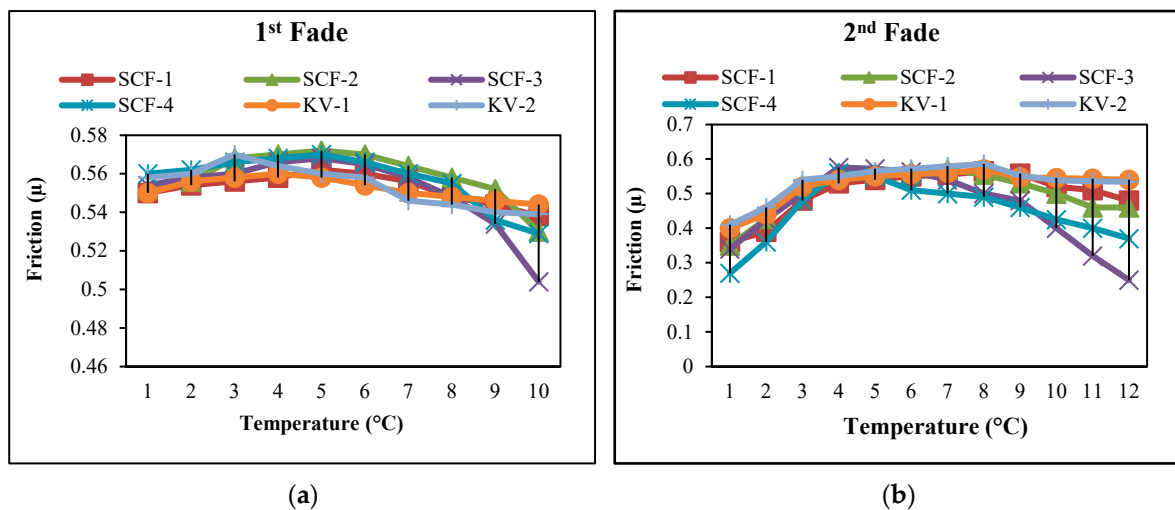 1st Fade
SCF-1 SCF-2 SCF-3
SCF-4 KV-1 KV-2
Friction (μ)
0.58
0.56
0.54
0.52
0.5
0.48
0.46
1 2 3 4 5 6 7 8 9 10
Temperature (°C)
(a)
2nd Fade
SCF-1 SCF-2 SCF-3
SCF-4 KV-1 KV-2
Friction (μ)
0.7
0.6
0.5
0.4
0.3
0.2
0.1
0
1 2 3 4 5 6 7 8 9 10 11 12
Temperature (°C)
(b)